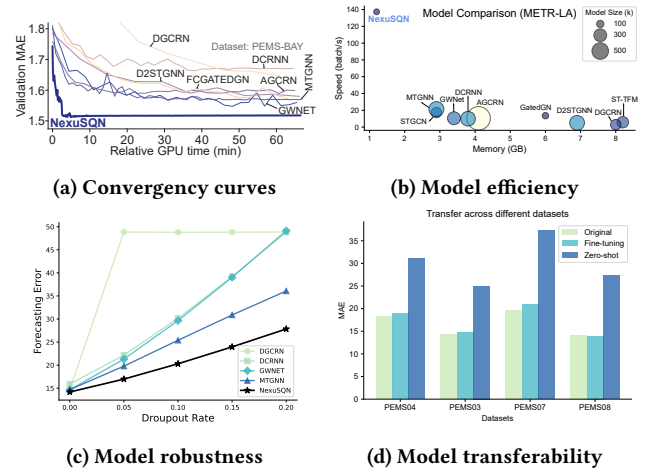 1.8
1.7
1.6
1.5
Validation MAE
DGCRN
Dataset: PEMS-BAY
DCRNN
D2STGNN
FCGATEDGN
AGCRN
MTGNN
GWNET
NexuSQN
0 10 20 30 40 50 60
Relative GPU time (min)
(a) Convergency curves
Model Comparison (METR-LA)
NexuSQN
Model Size (k)
100
300
500
140
120
100
80
60
40
20
0
Speed (batch/s)
MTGNN
STGCN
GWNet
DCRNN
AGCRN
GatedGN
D2STGNN
DGCRN
ST-TFM
1 2 3 4 5 6 7 8
Memory (GB)
(b) Model efficiency
50
45
40
35
30
25
20
15
Forecasting Error
DGCRN
DCRNN
GWNET
MTGNN
NexuSQN
0.00 0.05 0.10 0.15 0.20
Droupout Rate
(c) Model robustness
Transfer across different datasets
Original
Fine-tuning
Zero-shot
35
30
25
20
15
10
5
0
MAE
PEMS04 PEMS03 PEMS07 PEMS08
Datasets
(d) Model transferability